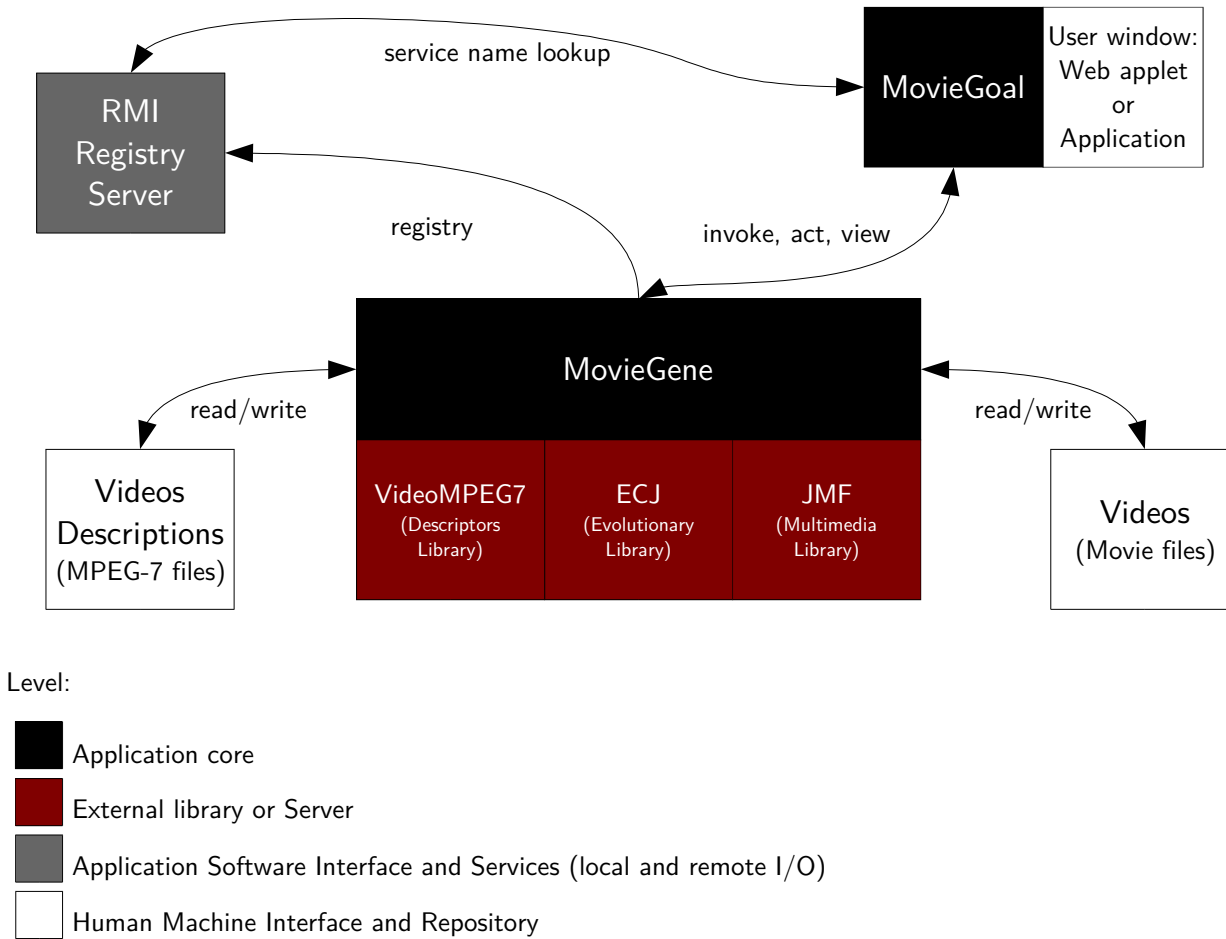 service name lookup
MovieGoal
User window:
Web applet
or
Application
RMI
Registry
Server
registry
invoke, act, view
MovieGene
read/write
read/write
Videos
Descriptions
(MPEG-7 files)
VideoMPEG7
(Descriptors
Library)
ECJ
(Evolutionary
Library)
JMF
(Multimedia
Library)
Videos
(Movie files)
Level:
Application core
External library or Server
Application Software Interface and Services (local and remote I/O)
Human Machine Interface and Repository